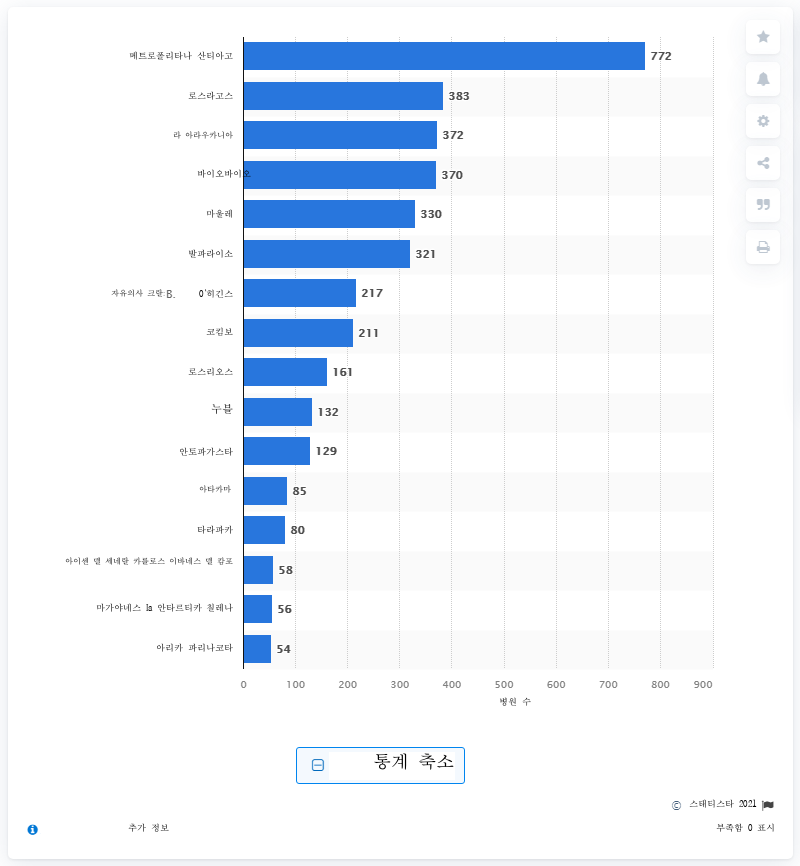 메트로폴리타나 산티아고 772
로스라고스 383
라 아라우카니아 372
바이오바이오 370
마울레 330
발파라이소 321
자유의사 크란:B. 0'히긴스 217
코킴보 211
로스리오스 161
누블 132
안토파가스타 129
아타카마 85
타라파카 80
아이센 델 세네랄 카를로스 이바네스 델 캄포 58
마가야네스 la 안타르티카 칠레나 56
아리카 파리나코타 54
0 100 200 300 400 500 600 700 800 900
병원 수
통계 축소
© 스태티스타 2021
추가 정보 부족함 0 표시